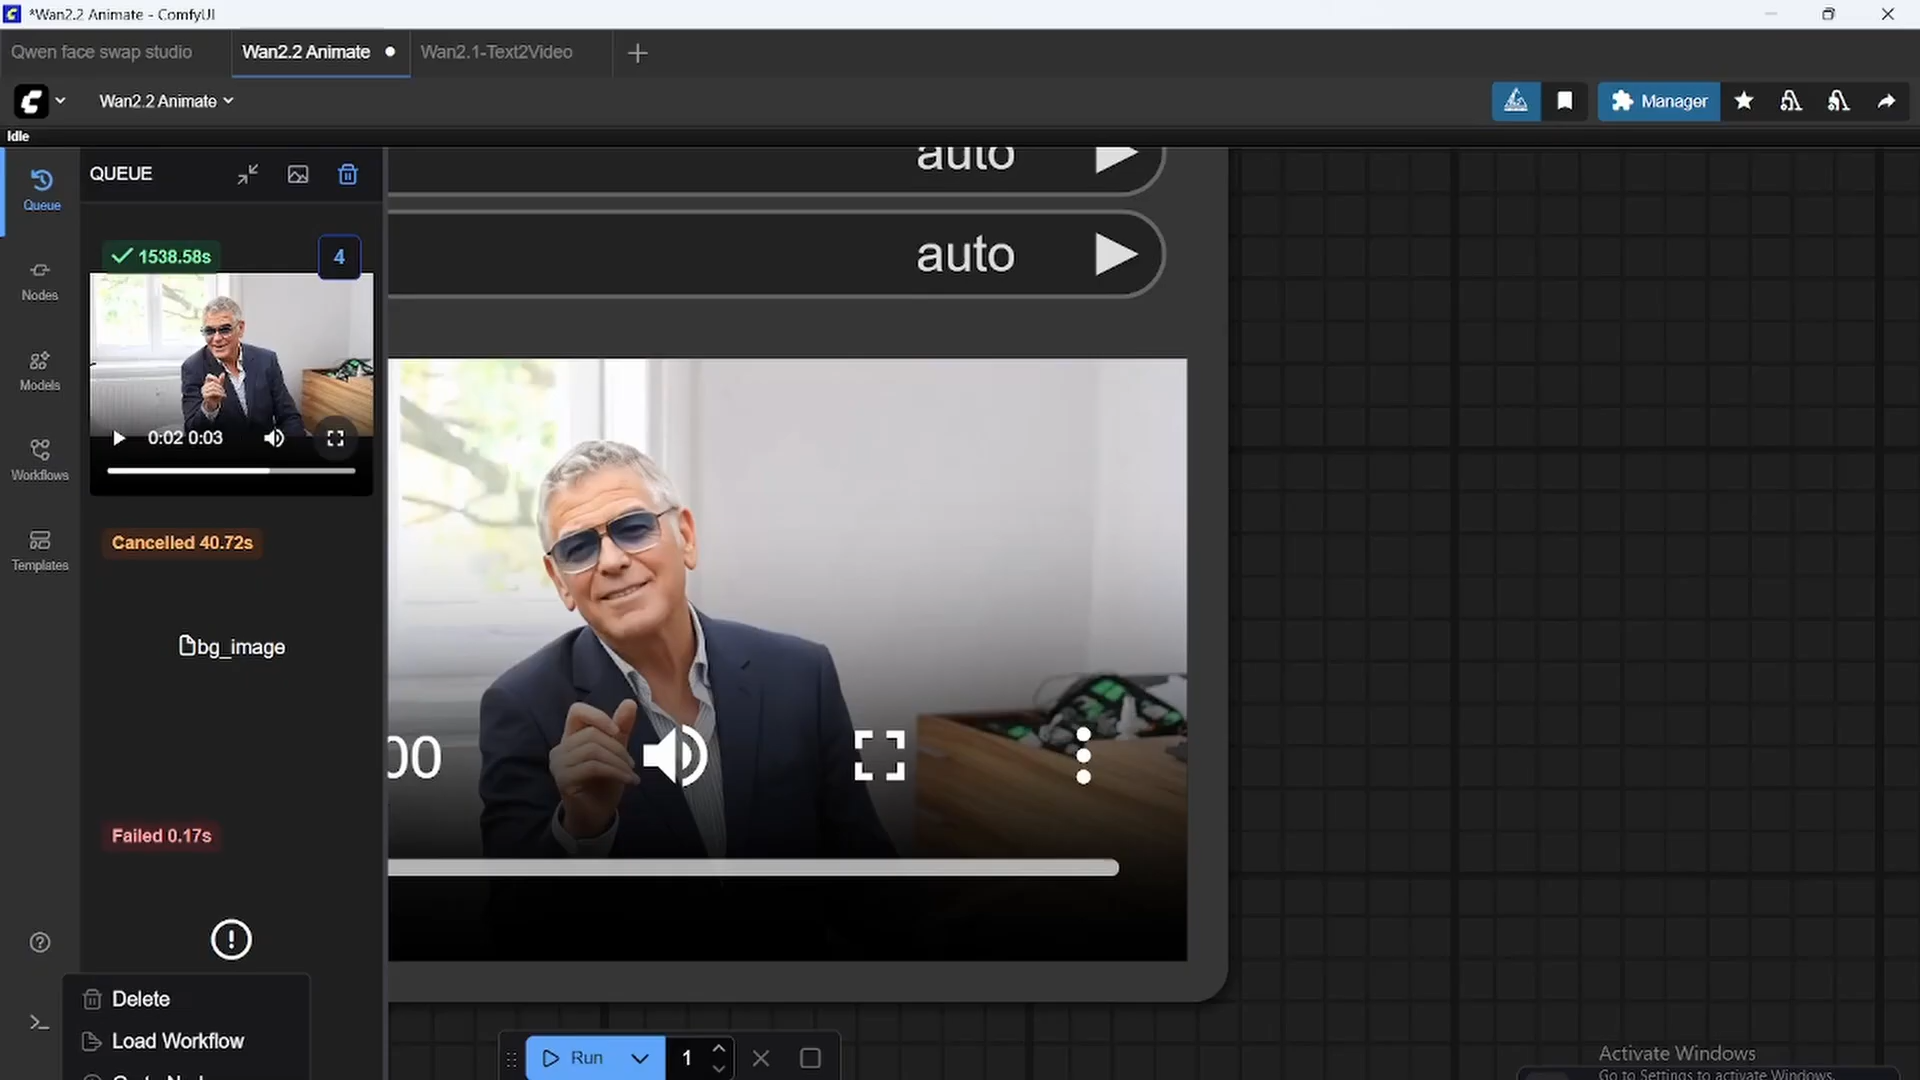 *Wan2.2 Animate - ComfyUI
Qwen face swap studio
Wan2.2 Animate
Wan2.1-Text2Video
Wan2.2 Animate
Manager
Idle
Queue
Nodes
Models
Workflows
Templates
QUEUE
1538.58s
4
0:02 0:03
Cancelled 40.72s
bg_image
Failed 0.17s
Delete
Load Workflow
auto
auto
00
Run
1
Activate Windows
Go to Settings to activate Windows.